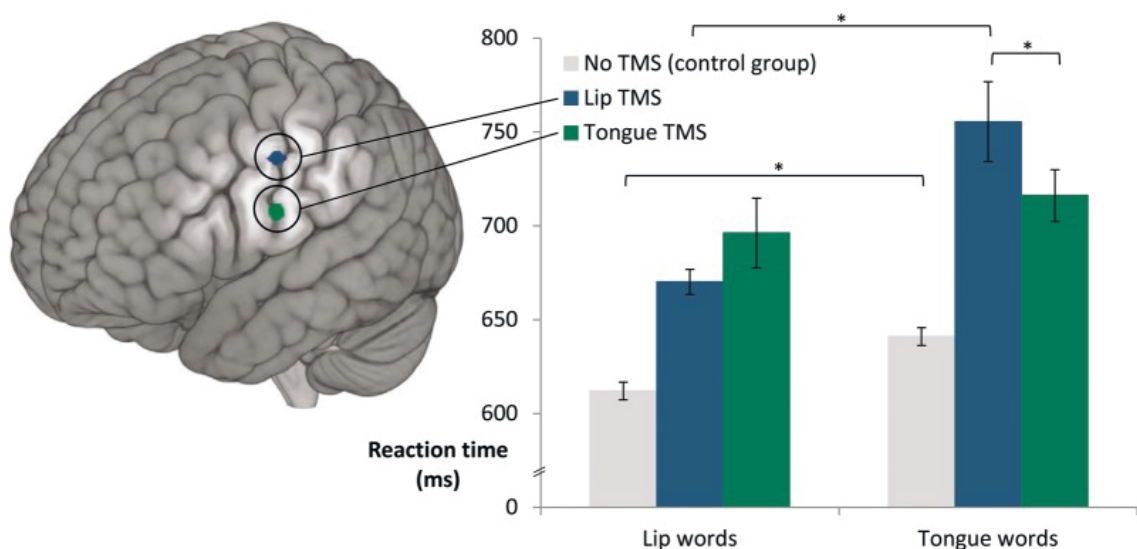 800
750
700
650
600
0
Reaction time
(ms)
No TMS (control group)
Lip TMS
Tongue TMS
*
*
*
Lip words
Tongue words